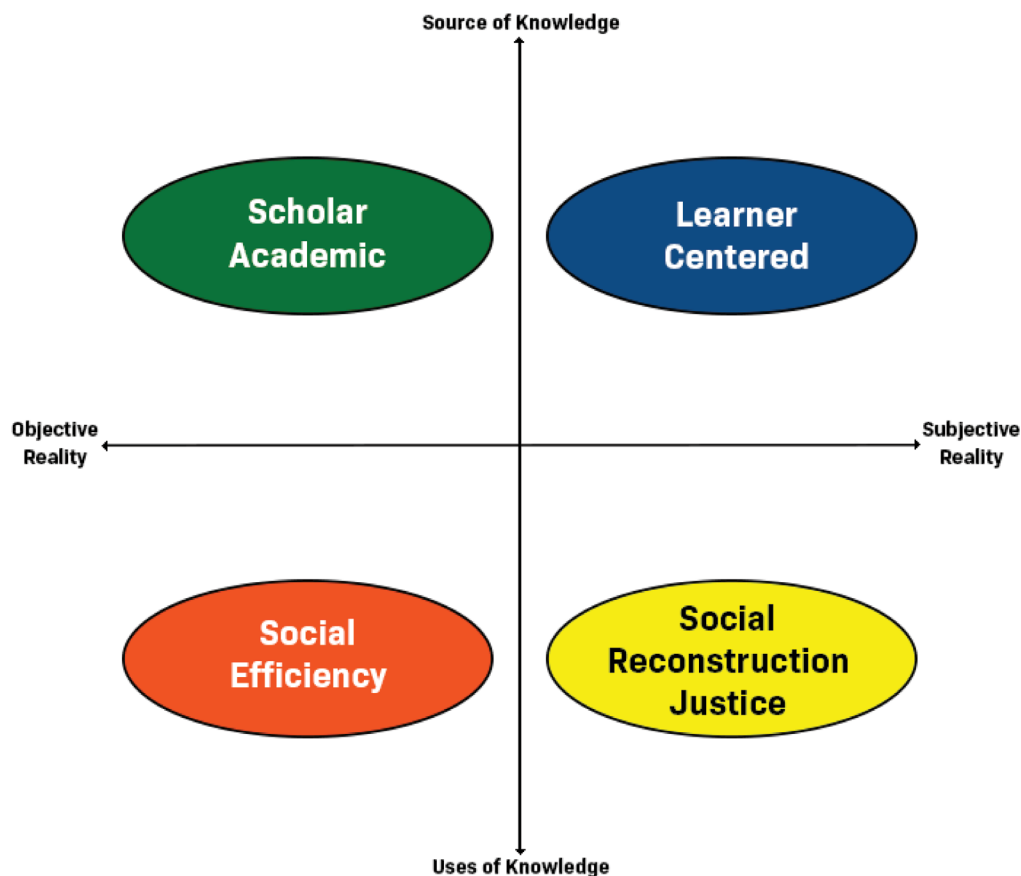 Source of Knowledge
Scholar
Academic
Learner
Centered
Objective
Reality
Subjective
Reality
Social
Efficiency
Social
Reconstruction
Justice
Uses of Knowledge